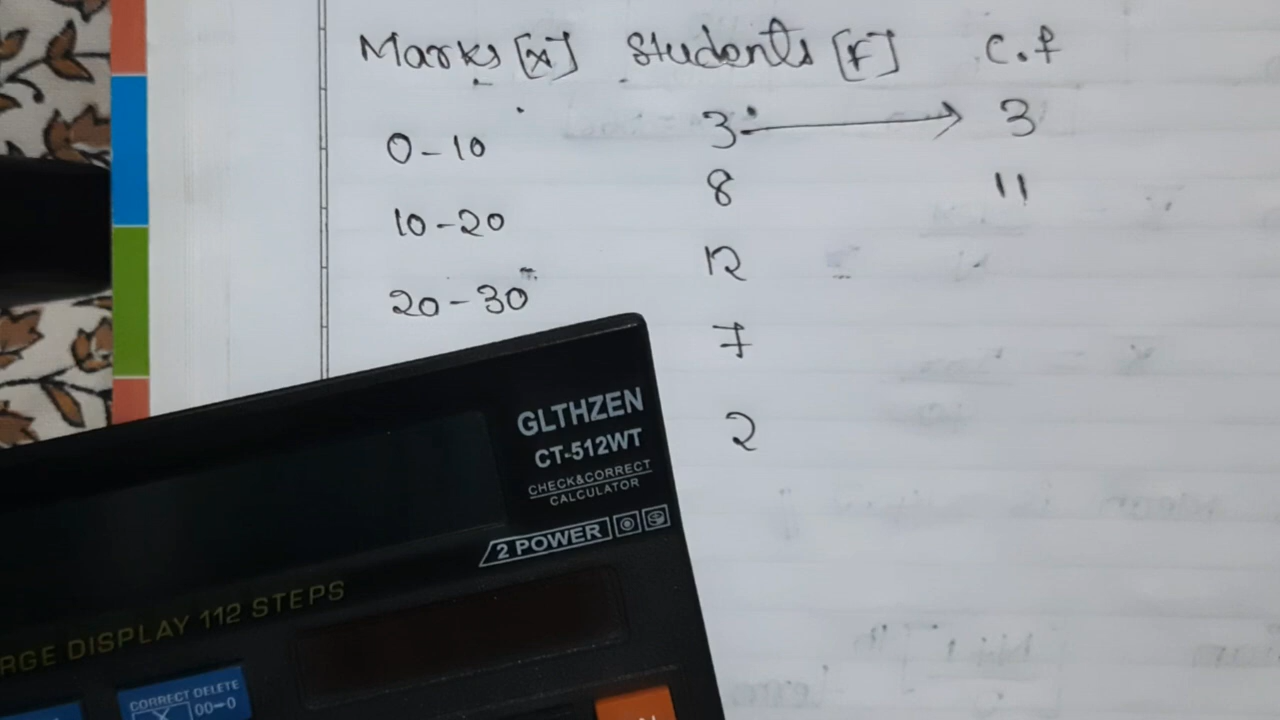 Marks [x] Students [F] C.f
0-10 3 → 3
10-20 8 11
20-30 12
7
2
GLTHZEN
CT-512WT
CHECK&CORRECT
CALCULATOR
2 POWER
RGE DISPLAY 112 STEPS
CORRECT DELETE
X 00→0